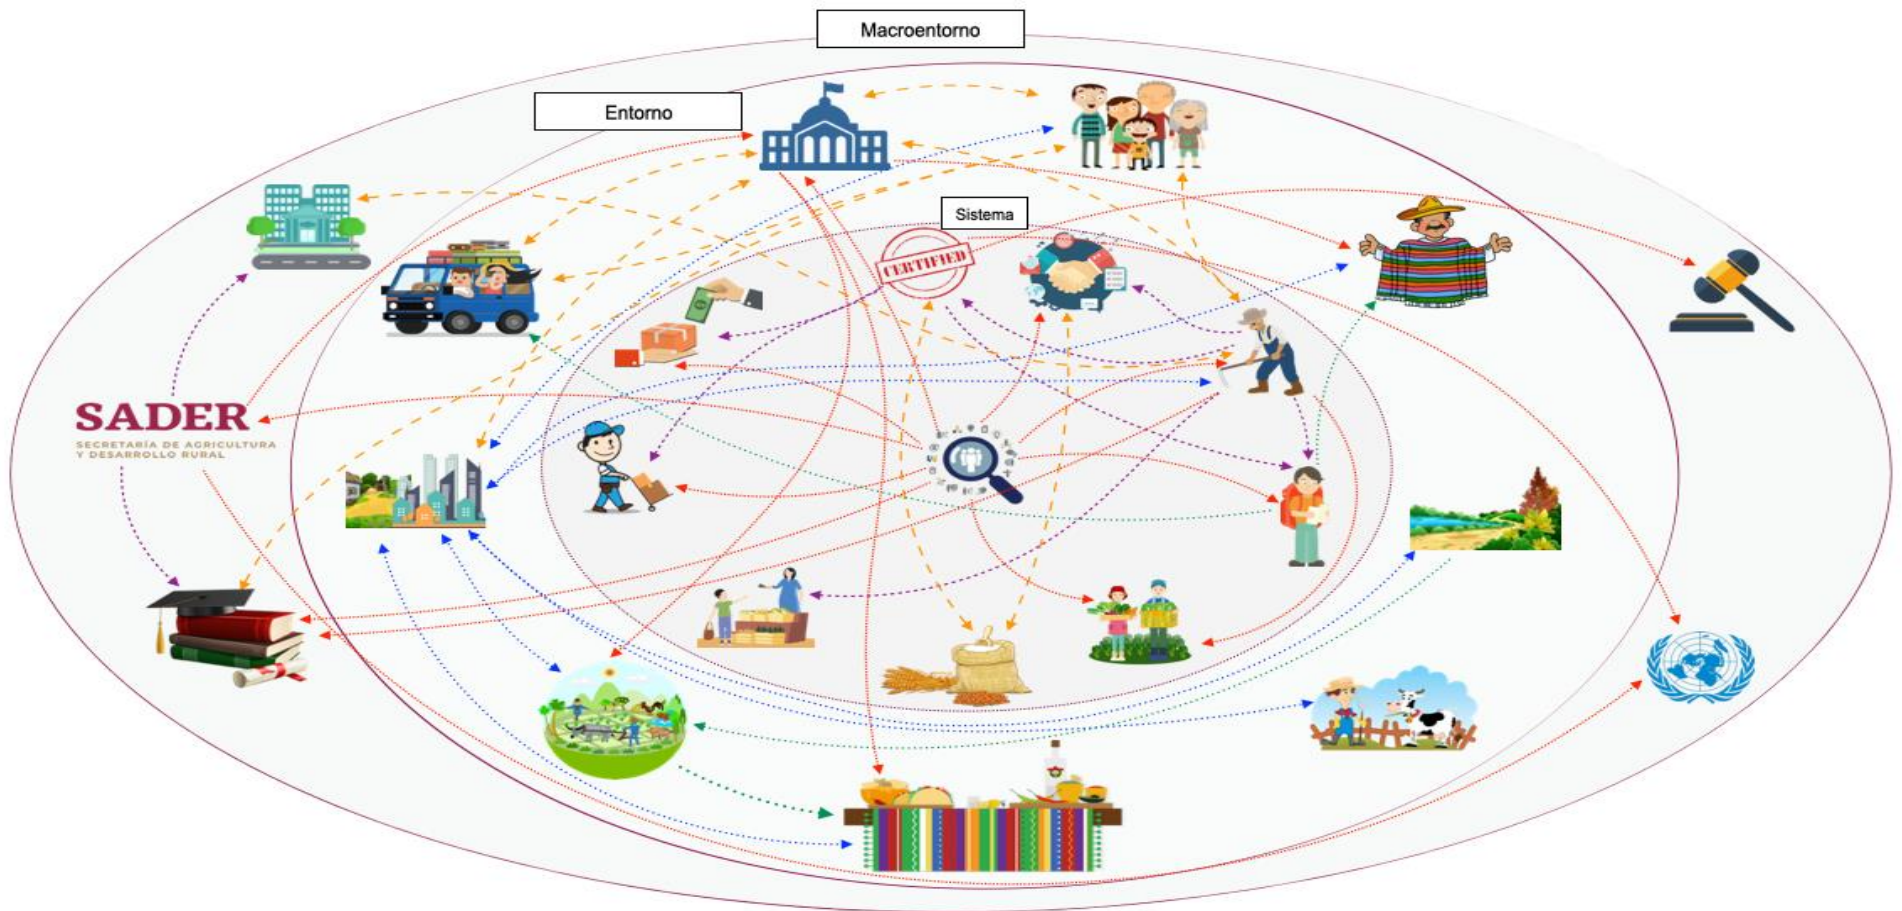 Macroentorno
Entorno
Sistema
CERTIFIED
SADER
SECRETARÍA DE AGRICULTURA
Y DESARROLLO RURAL